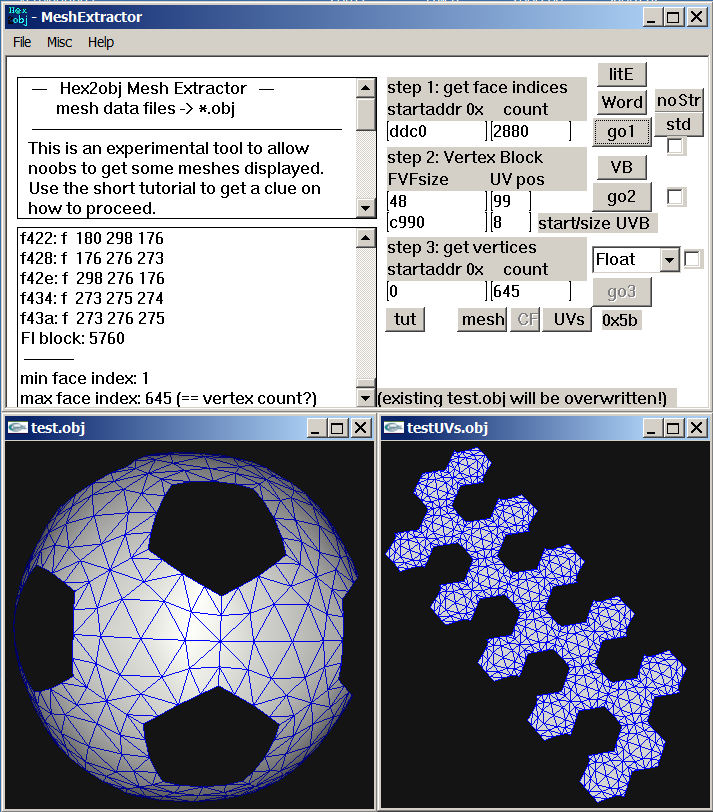 Hex
obj - MeshExtractor
File Misc Help
— Hex2obj Mesh Extractor —
mesh data files -> *.obj
This is an experimental tool to allow
noobs to get some meshes displayed.
Use the short tutorial to get a clue on
how to proceed.
f422: f 180 298 176
f428: f 176 276 273
f42e: f 298 276 176
f434: f 273 275 274
f43a: f 273 276 275
FI block: 5760
min face index: 1
max face index: 645 (== vertex count?)
step 1: get face indices
startaddr 0x count
ddc0 2880
step 2: Vertex Block
FVFsize UV pos
48 99
c990 8 start/size UVB
step 3: get vertices
startaddr 0x count
0 645
litE
Word noStr
go1 std
VB
go2
Float
go3
tut mesh CF UVs 0x5b
(existing test.obj will be overwritten!)
test.obj
testUVs.obj